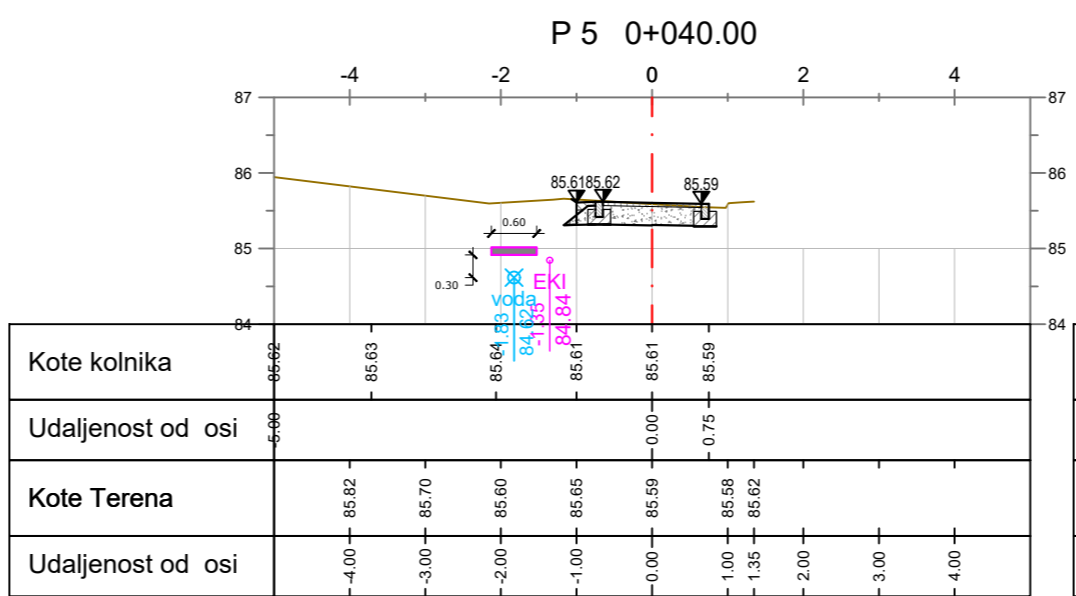 P 5 0+040.00
-4 -2 0 2 4
87 87
86 86
85.61 85.62 85.59
0.60
85 85
0.30
EKI
voda
-1.83 84.62 -1.35 84.84
84 84
Kote kolnika 85.62 85.63 85.64 85.61 85.61 85.59
Udaljenost od osi -5.00 0.00 0.75
Kote Terena 85.82 85.70 85.60 85.65 85.59 85.58 85.62
Udaljenost od osi -4.00 -3.00 -2.00 -1.00 0.00 1.00 1.35 2.00 3.00 4.00